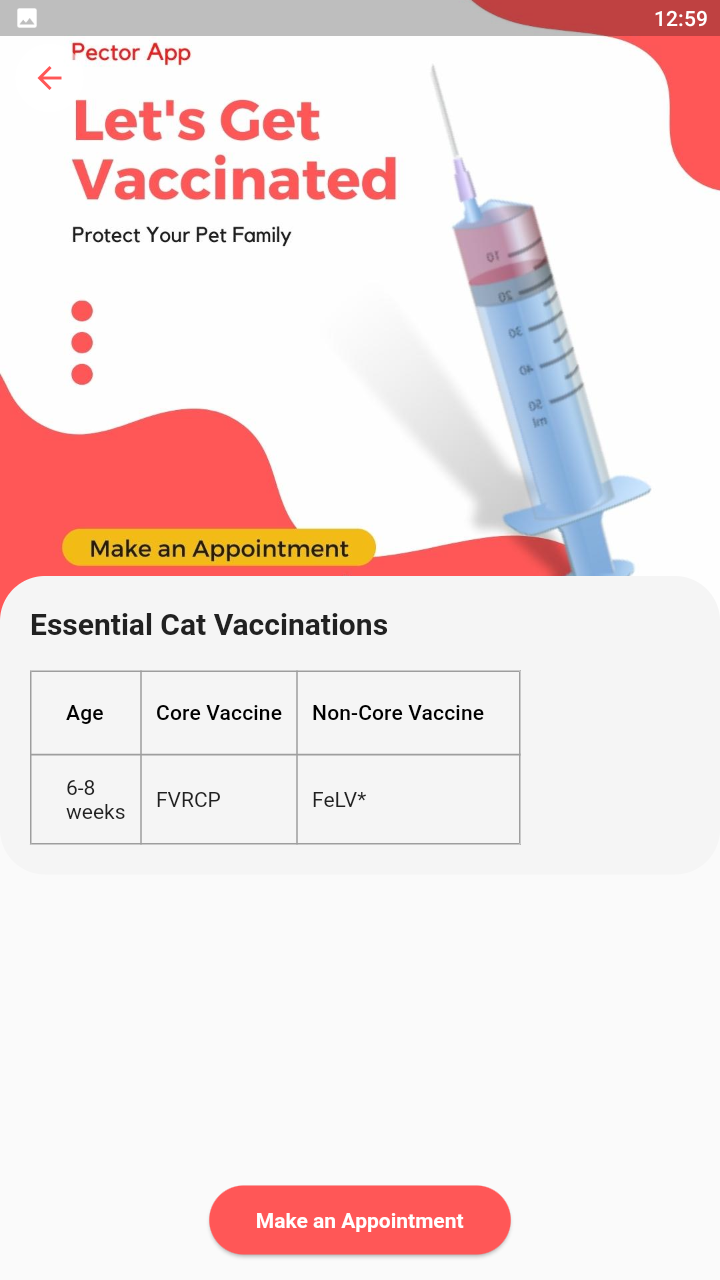 12:59
Pector App
Let's Get
Vaccinated
Protect Your Pet Family
10
20
30
40
50
ml
Make an Appointment
Essential Cat Vaccinations
Age Core Vaccine Non-Core Vaccine
6-8
weeks FVRCP FeLV*
Make an Appointment